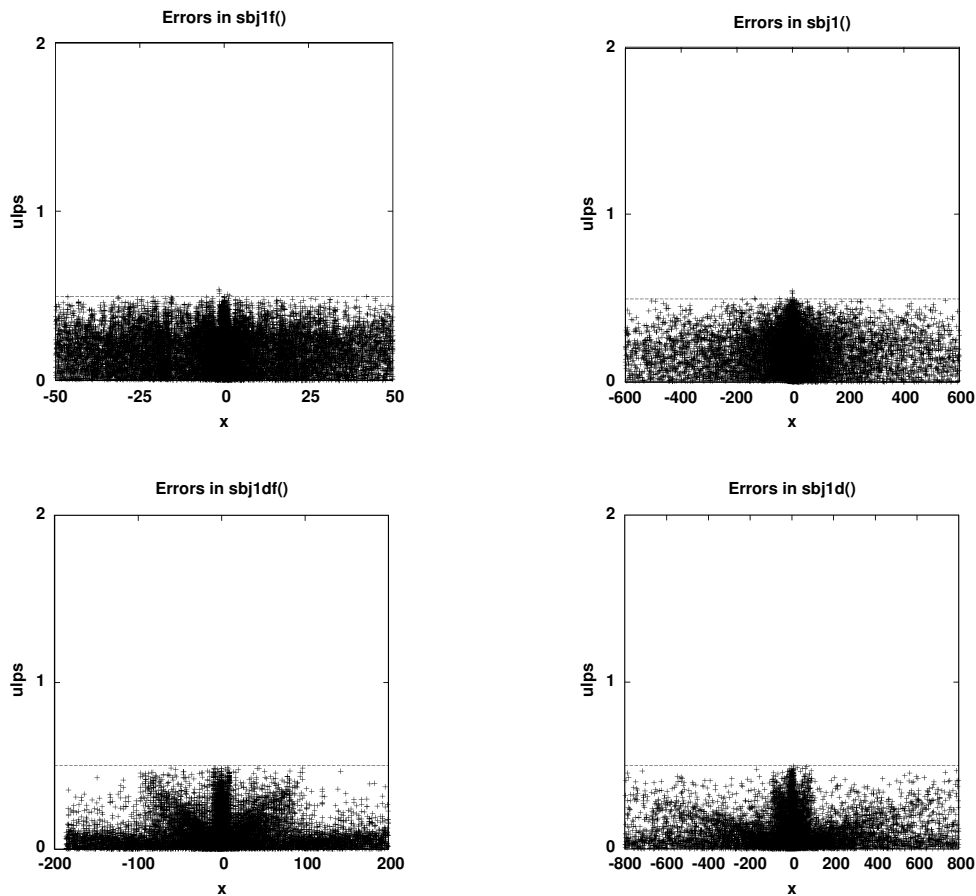 Errors in sbj1f()
2
1
0
ulps
-50 -25 0 25 50
x
Errors in sbj1()
2
1
0
ulps
-600 -400 -200 0 200 400 600
x
Errors in sbj1df()
2
1
0
ulps
-200 -100 0 100 200
x
Errors in sbj1d()
2
1
0
ulps
-800 -600 -400 -200 0 200 400 600 800
x